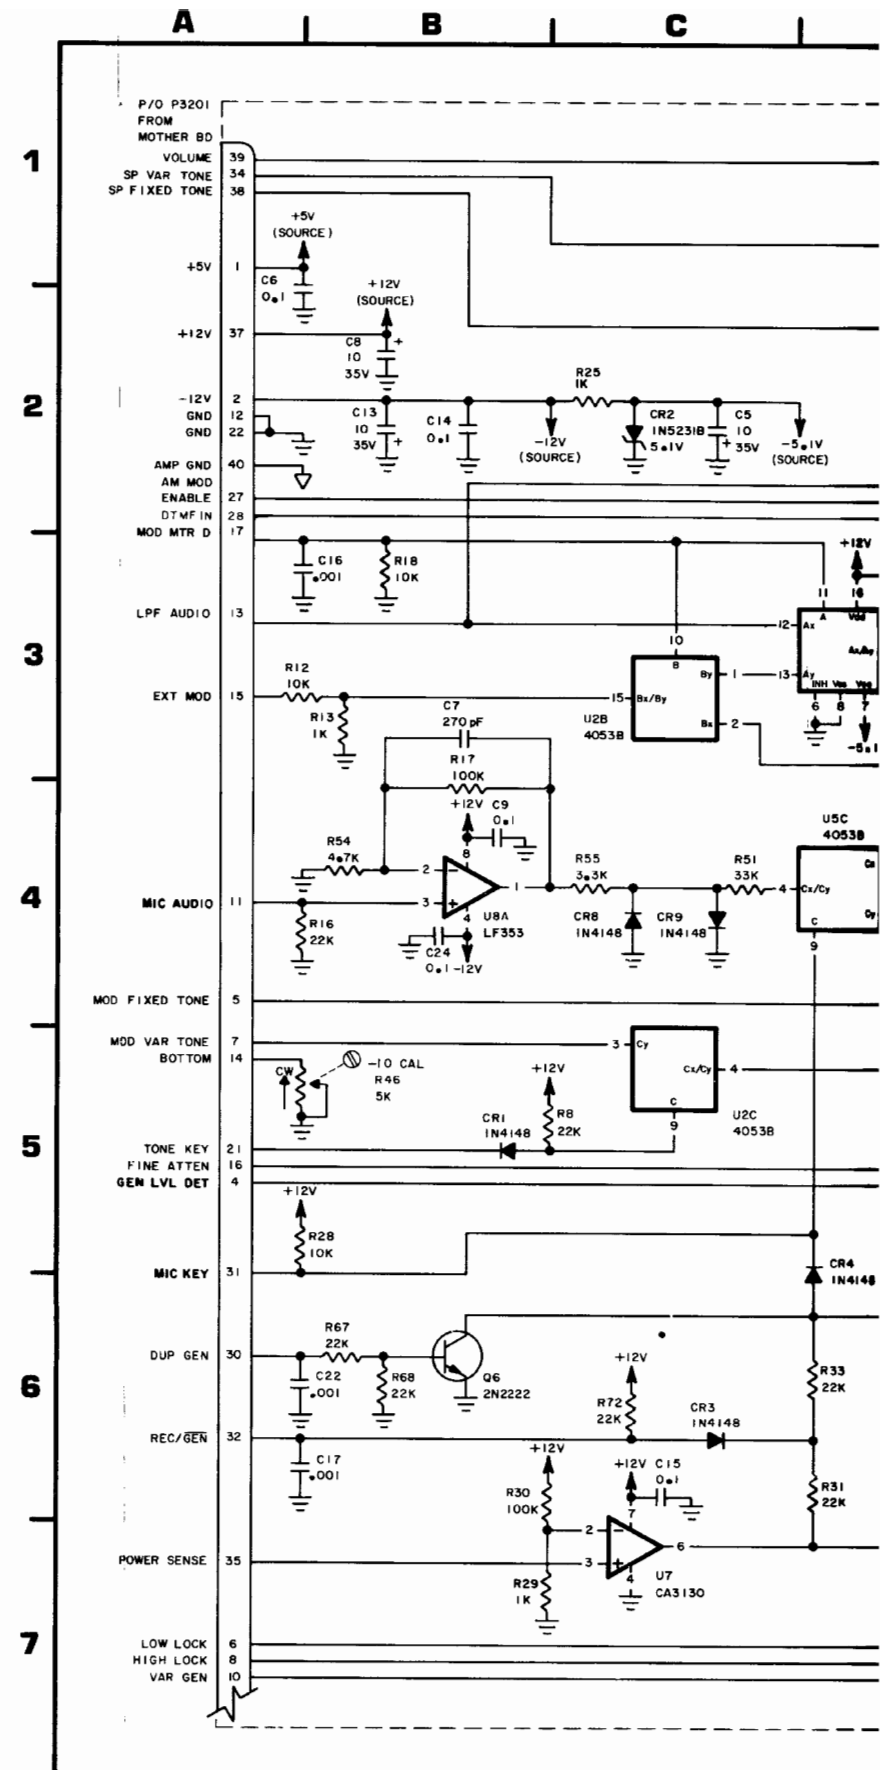 A B C
P/O P3201
FROM
MOTHER BD
1
VOLUME 39
SP VAR TONE 34
SP FIXED TONE 38
+5V
(SOURCE)
+5V 1
C6
0.1
+12V
(SOURCE)
+12V 37
C8
10
35V
+
2
-12V 2
GND 12
GND 22
C13
10
35V
+
C14
0.1
-12V
(SOURCE)
R25
1K
CR2
1N5231B
5.1V
C5
10
35V
+
-5.1V
(SOURCE)
AMP GND 40
AM MOD
ENABLE 27
DTMF IN 28
MOD MTR D 17
C16
.001
R18
10K
+12V
11 16
A Vdd
12 Ax
Ax/Ay
13 Ay
INH Vss Vee
6 8 7
-5.1
3
LPF AUDIO 13
10
B
By 1
15 Bx/By
Bx 2
U2B
4053B
EXT MOD 15
R12
10K
R13
1K
C7
270 pF
R17
100K
+12V
C9
0.1
8
R54
4.7K
2 -
3 +
1
4
U8A
LF353
C24
0.1
-12V
4
MIC AUDIO 11
R16
22K
R55
3.3K
CR8
1N4148
CR9
1N4148
R51
33K
U5C
4053B
Cx
4 Cx/Cy
Cy
C
9
MOD FIXED TONE 5
MOD VAR TONE 7
BOTTOM 14
CW
-10 CAL
R46
5K
3 Cy
Cx/Cy 4
C
9
U2C
4053B
+12V
R8
22K
CR1
1N4148
5
TONE KEY 21
FINE ATTEN 16
GEN LVL DET 4
+12V
R28
10K
MIC KEY 31
CR4
1N4148
6
DUP GEN 30
R67
22K
C22
.001
R68
22K
Q6
2N2222
+12V
R72
22K
CR3
1N4148
R33
22K
REC/GEN 32
C17
.001
+12V
R30
100K
+12V
C15
0.1
7
R31
22K
2 -
3 +
6
4
U7
CA3130
POWER SENSE 35
R29
1K
7
LOW LOCK 6
HIGH LOCK 8
VAR GEN 10